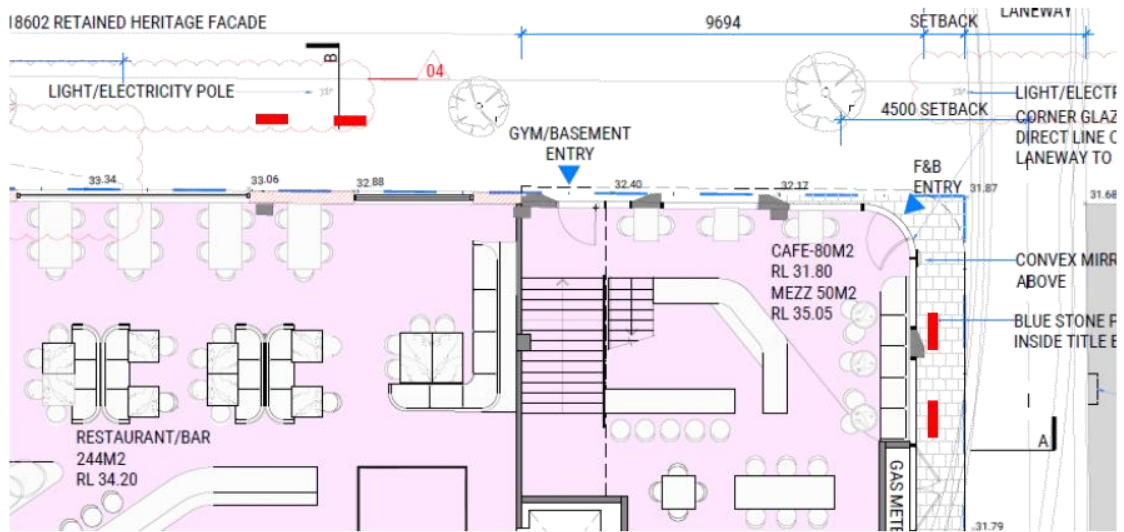 LANEWAY
18602 RETAINED HERITAGE FACADE
9694
SETBACK
B
04
LIGHT/ELECTRICITY POLE
LIGHT/ELECTF
4500 SETBACK
CORNER GLAZ
DIRECT LINE C
LANEWAY TO
GYM/BASEMENT
ENTRY
F&B
ENTRY
33.34
33.06
32.88
32.40
32.17
31.87
31.68
CAFE-80M2
RL 31.80
MEZZ 50M2
RL 35.05
CONVEX MIRR
ABOVE
BLUE STONE P
INSIDE TITLE E
RESTAURANT/BAR
244M2
RL 34.20
A
GAS METE
31.79